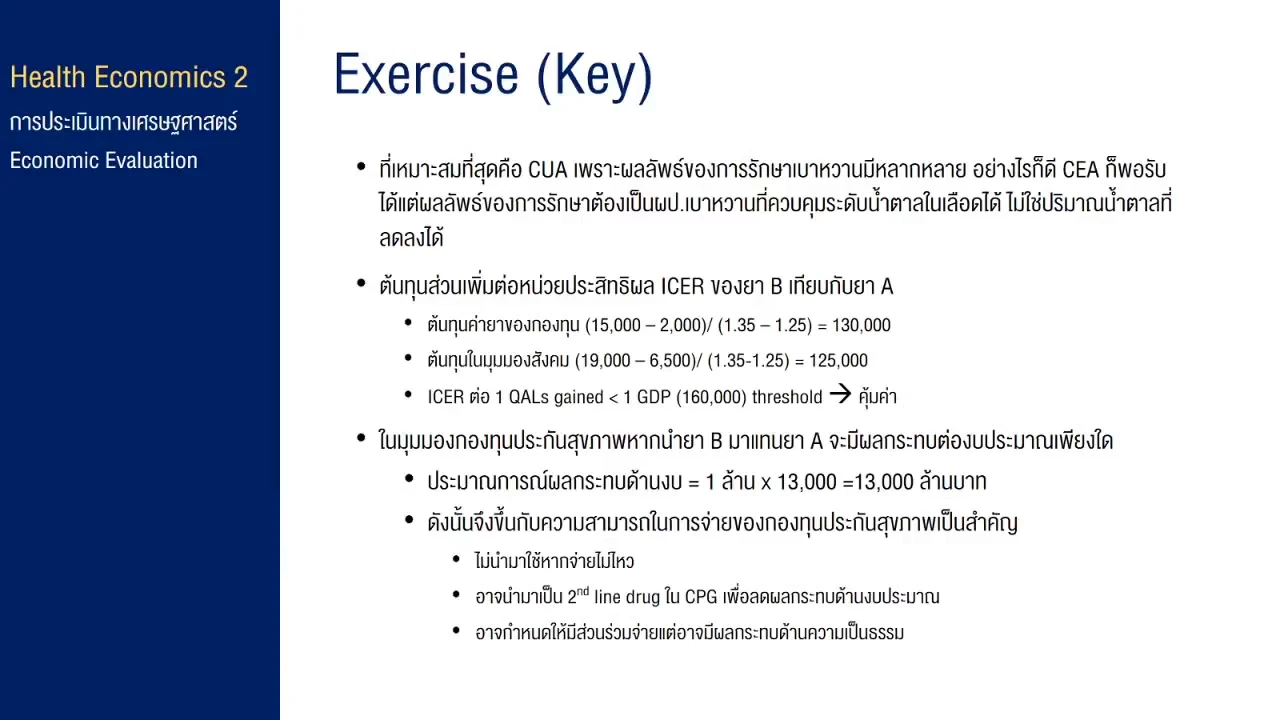 Health Economics 2
การประเมินทางเศรษฐศาสตร์
Economic Evaluation
Exercise (Key)
• ที่เหมาะสมที่สุดคือ CUA เพราะผลลัพธ์ของการรักษาเบาหวานมีหลากหลาย อย่างไรก็ดี CEA ก็พอรับ
ได้แต่ผลลัพธ์ของการรักษาต้องเป็นผป.เบาหวานที่ควบคุมระดับน้ำตาลในเลือดได้ ไม่ใช่ปริมาณน้ำตาลที่
ลดลงได้
• ต้นทุนส่วนเพิ่มต่อหน่วยประสิทธิผล ICER ของยา B เทียบกับยา A
• ต้นทุนค่ายาของกองทุน (15,000 – 2,000)/ (1.35 – 1.25) = 130,000
• ต้นทุนในมุมมองสังคม (19,000 – 6,500)/ (1.35-1.25) = 125,000
• ICER ต่อ 1 QALs gained < 1 GDP (160,000) threshold → คุ้มค่า
• ในมุมมองกองทุนประกันสุขภาพหากนำยา B มาแทนยา A จะมีผลกระทบต่องบประมาณเพียงใด
• ประมาณการณ์ผลกระทบด้านงบ = 1 ล้าน x 13,000 =13,000 ล้านบาท
• ดังนั้นจึงขึ้นกับความสามารถในการจ่ายของกองทุนประกันสุขภาพเป็นสำคัญ
• ไม่นำมาใช้หากจ่ายไม่ไหว
• อาจนำมาเป็น 2nd line drug ใน CPG เพื่อลดผลกระทบด้านงบประมาณ
• อาจกำหนดให้มีส่วนร่วมจ่ายแต่อาจมีผลกระทบด้านความเป็นธรรม